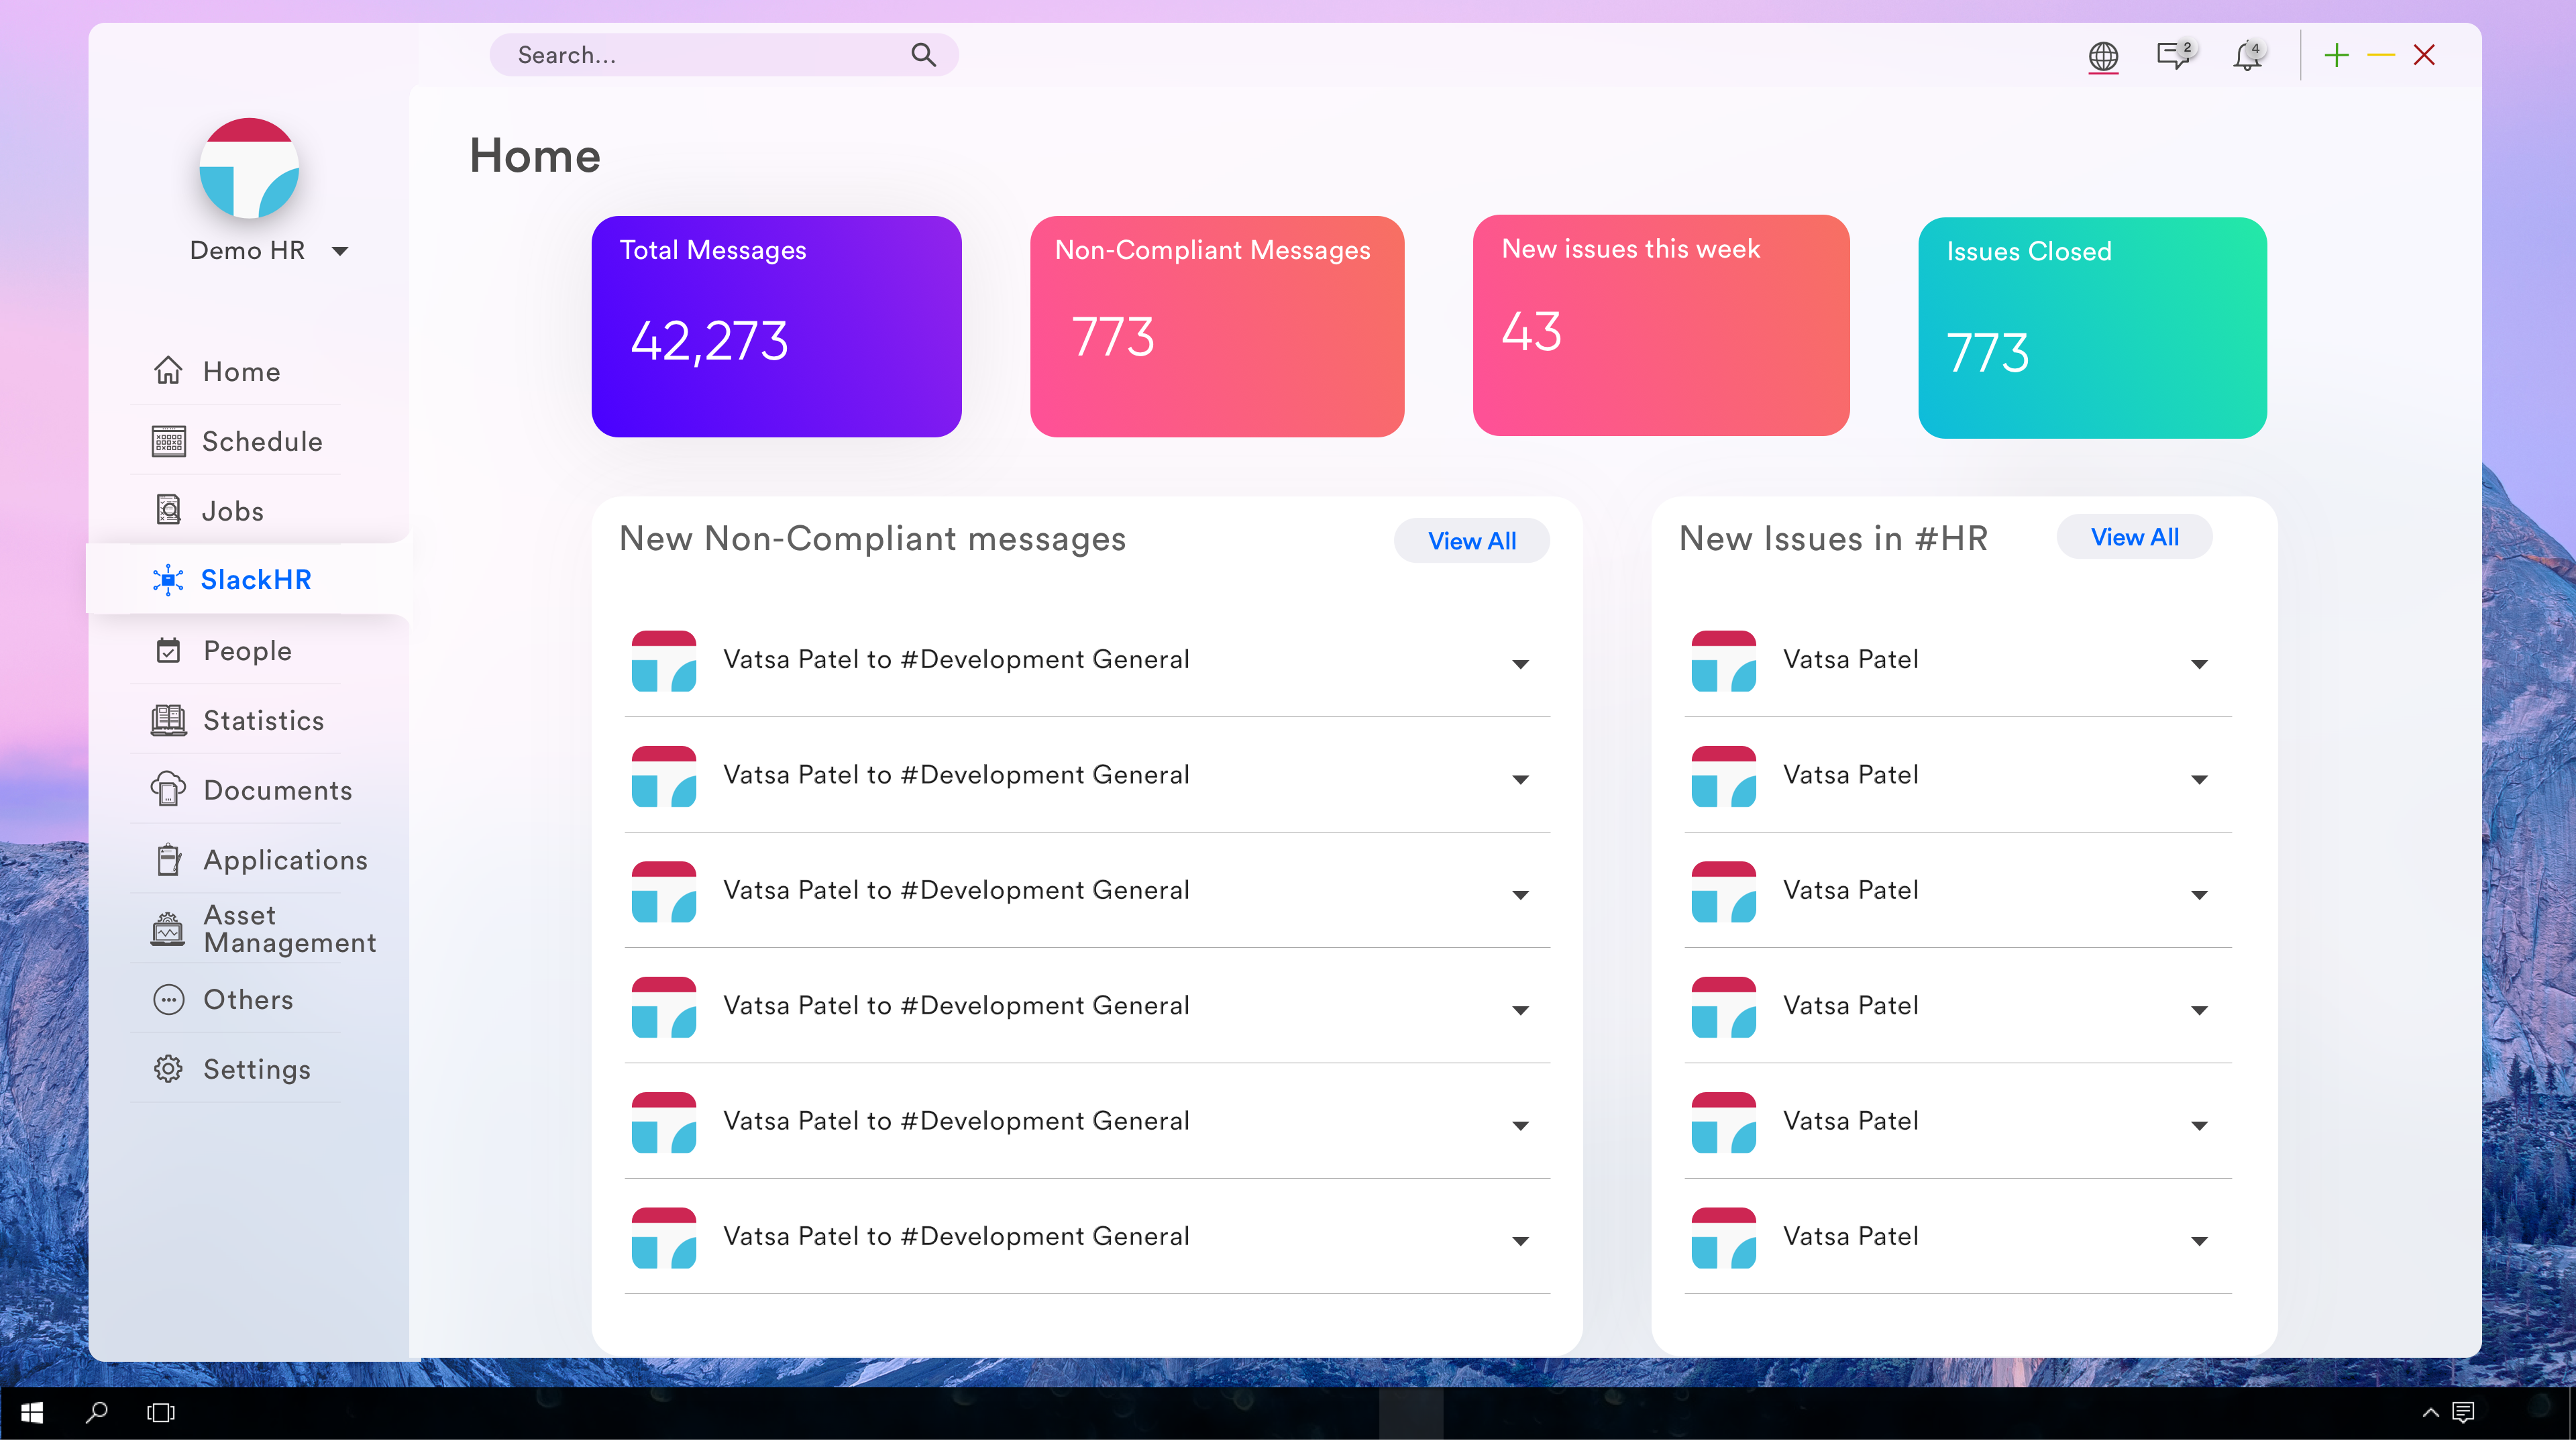 Search...
2
4
Demo HR
Home
Schedule
Jobs
SlackHR
People
Statistics
Documents
Applications
Asset
Management
Others
Settings
Home
Total Messages
42,273
Non-Compliant Messages
773
New issues this week
43
Issues Closed
773
New Non-Compliant messages
View All
Vatsa Patel to #Development General
Vatsa Patel to #Development General
Vatsa Patel to #Development General
Vatsa Patel to #Development General
Vatsa Patel to #Development General
Vatsa Patel to #Development General
New Issues in #HR
View All
Vatsa Patel
Vatsa Patel
Vatsa Patel
Vatsa Patel
Vatsa Patel
Vatsa Patel